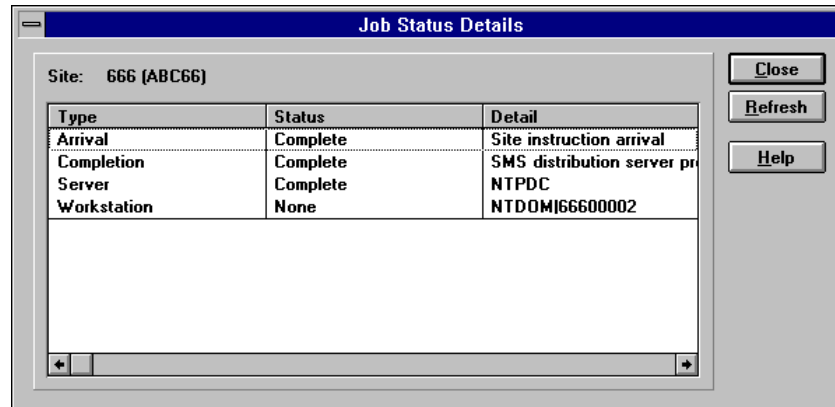 Job Status Details
Site: 666 (ABC66)
Close
Refresh
Help
Type Status Detail
Arrival Complete Site instruction arrival
Completion Complete SMS distribution server
Server Complete NTPDC
Workstation None NTDOM|66600002